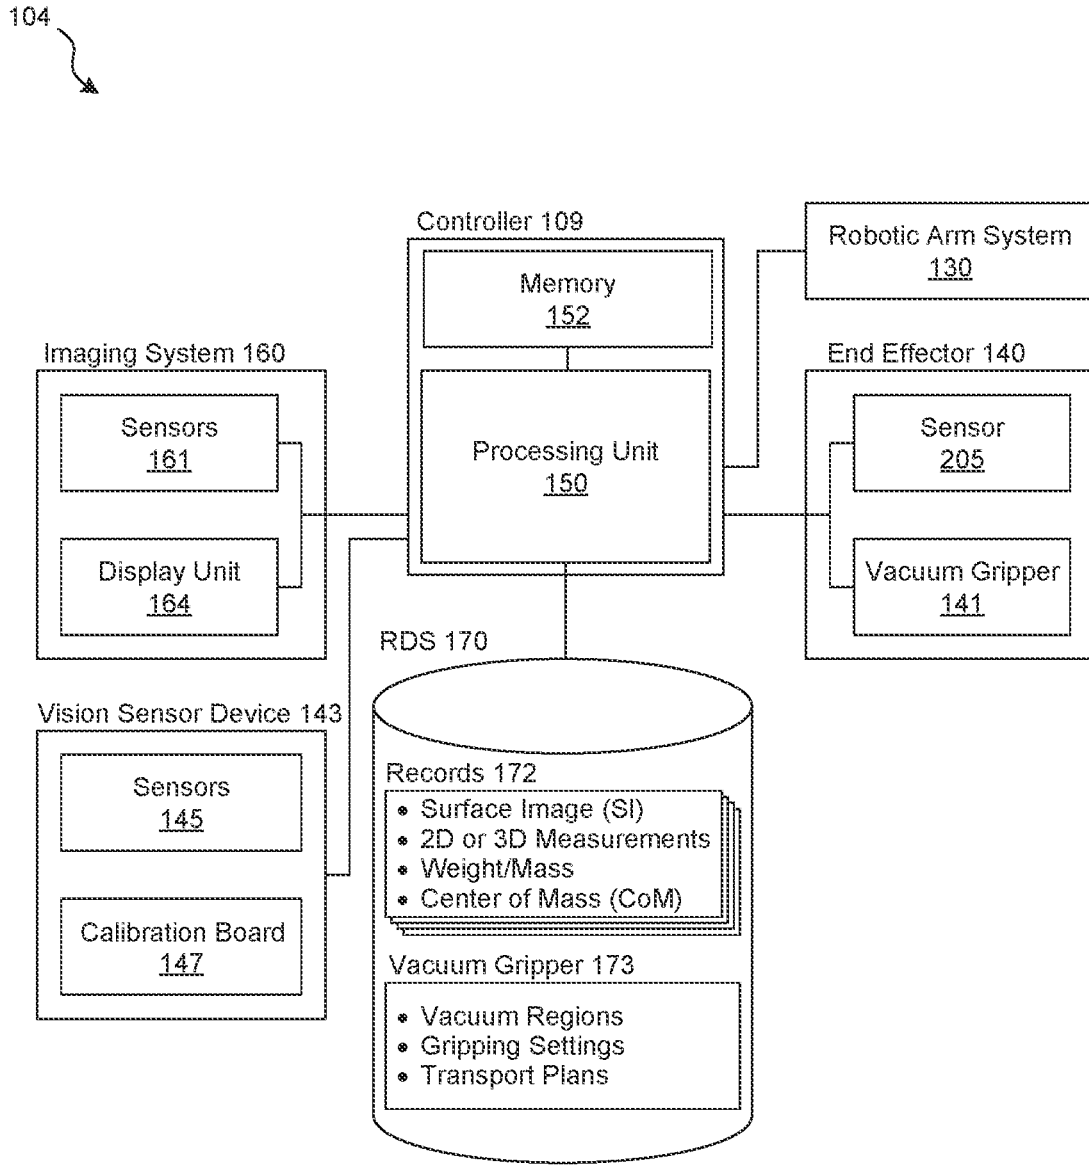 104
Controller 109
Memory
152
Processing Unit
150
Robotic Arm System
130
Imaging System 160
Sensors
161
Display Unit
164
End Effector 140
Sensor
205
Vacuum Gripper
141
Vision Sensor Device 143
Sensors
145
Calibration Board
147
RDS 170
Records 172
• Surface Image (SI)
• 2D or 3D Measurements
• Weight/Mass
• Center of Mass (CoM)
Vacuum Gripper 173
• Vacuum Regions
• Gripping Settings
• Transport Plans